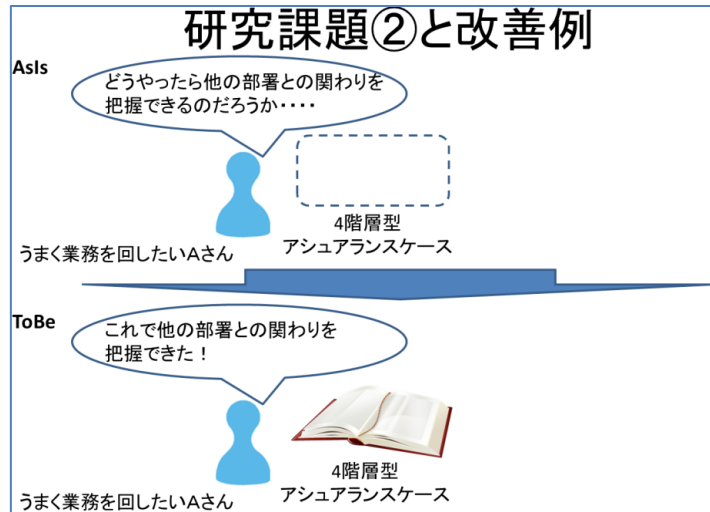 研究課題②と改善例
AsIs
どうやったら他の部署との関わりを
把握できるのだろうか・・・・
4階層型
アシュアランスケース
うまく業務を回したいAさん
ToBe
これで他の部署との関わりを
把握できた！
4階層型
アシュアランスケース
うまく業務を回したいAさん